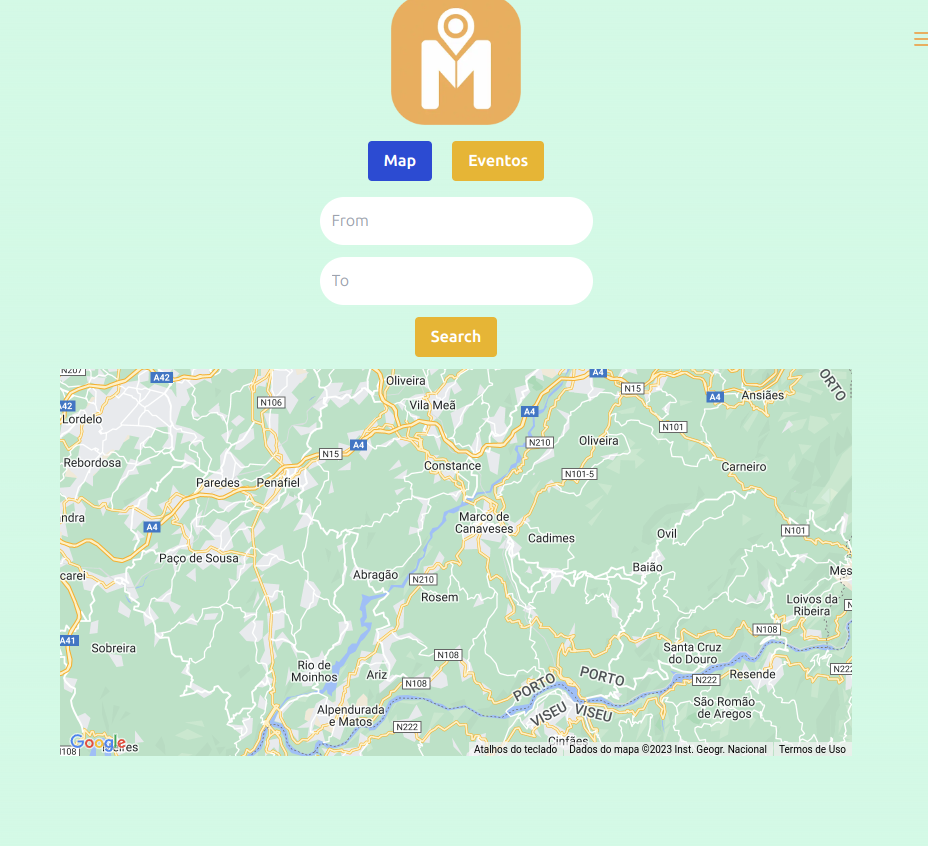 M
Map
Eventos
From
To
Search
N207
A42
Oliveira
A4
ORTO
N15
A4
Ansiães
42
N106
Vila Meã
A4
Lordelo
N101
N210
Oliveira
N15
A4
Rebordosa
Constance
N101-5
Carneiro
Paredes
Penafiel
ndra
A4
Marco de
Canaveses
N101
Cadimes
Ovil
Paço de Sousa
Baião
Mes
carei
Abragão
N210
Rosem
Loivos da
Ribeira
N108
A41
Sobreira
Santa Cruz
do Douro
N108
Rio de
Moinhos
Ariz
N108
PORTO
PORTO
N222
Resende
N222
Alpendurada
e Matos
VISEU
VISEU
São Romão
de Aregos
N222
Cinfães
Google
108
Atalhos do teclado
Dados do mapa ©2023 Inst. Geogr. Nacional
Termos de Uso